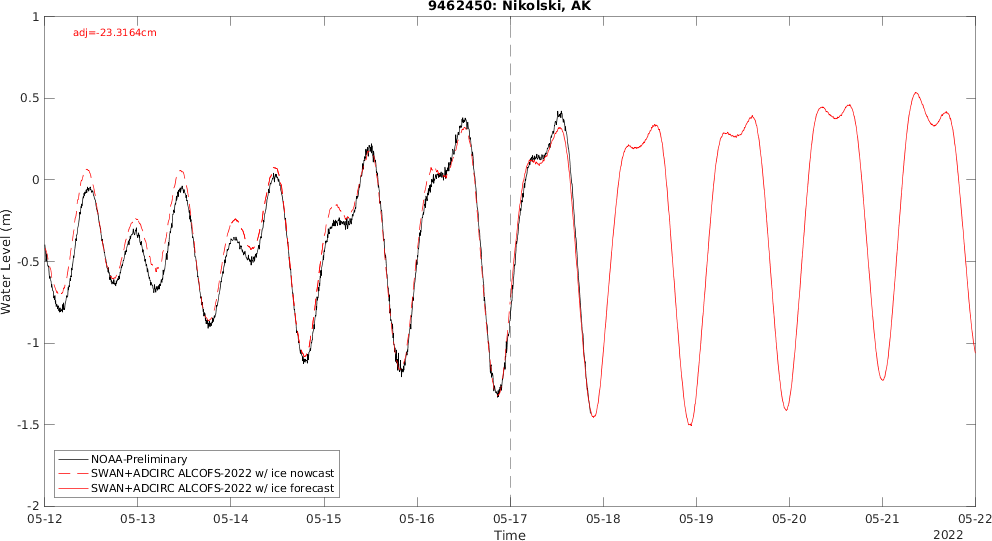 9462450: Nikolski, AK
adj=-23.3164cm
Water Level (m)
1
0.5
0
-0.5
-1
-1.5
-2
NOAA-Preliminary
SWAN+ADCIRC ALCOFS-2022 w/ ice nowcast
SWAN+ADCIRC ALCOFS-2022 w/ ice forecast
05-12 05-13 05-14 05-15 05-16 05-17 05-18 05-19 05-20 05-21 05-22
Time
2022